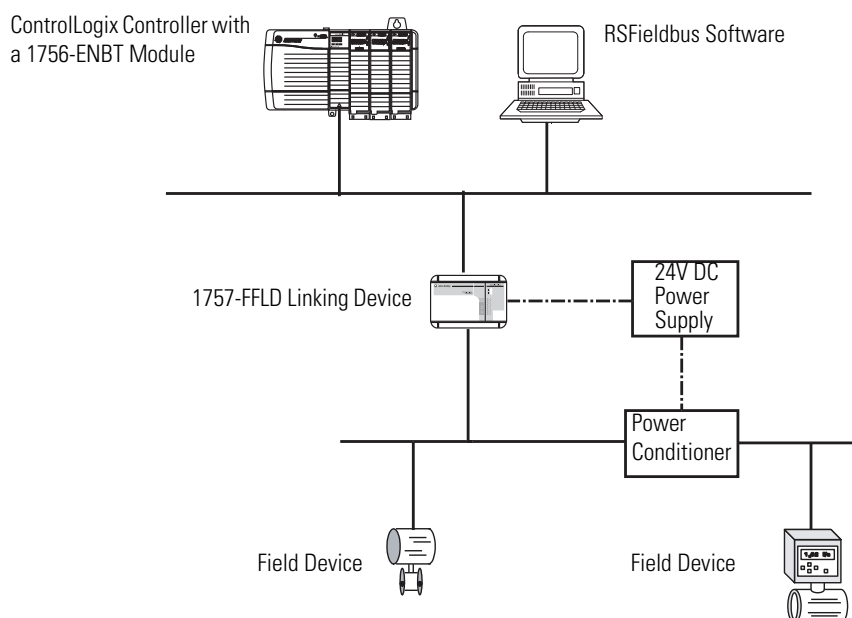 ControlLogix Controller with
a 1756-ENBT Module
RSFieldbus Software
1757-FFLD Linking Device
24V DC
Power
Supply
Power
Conditioner
Field Device
Field Device